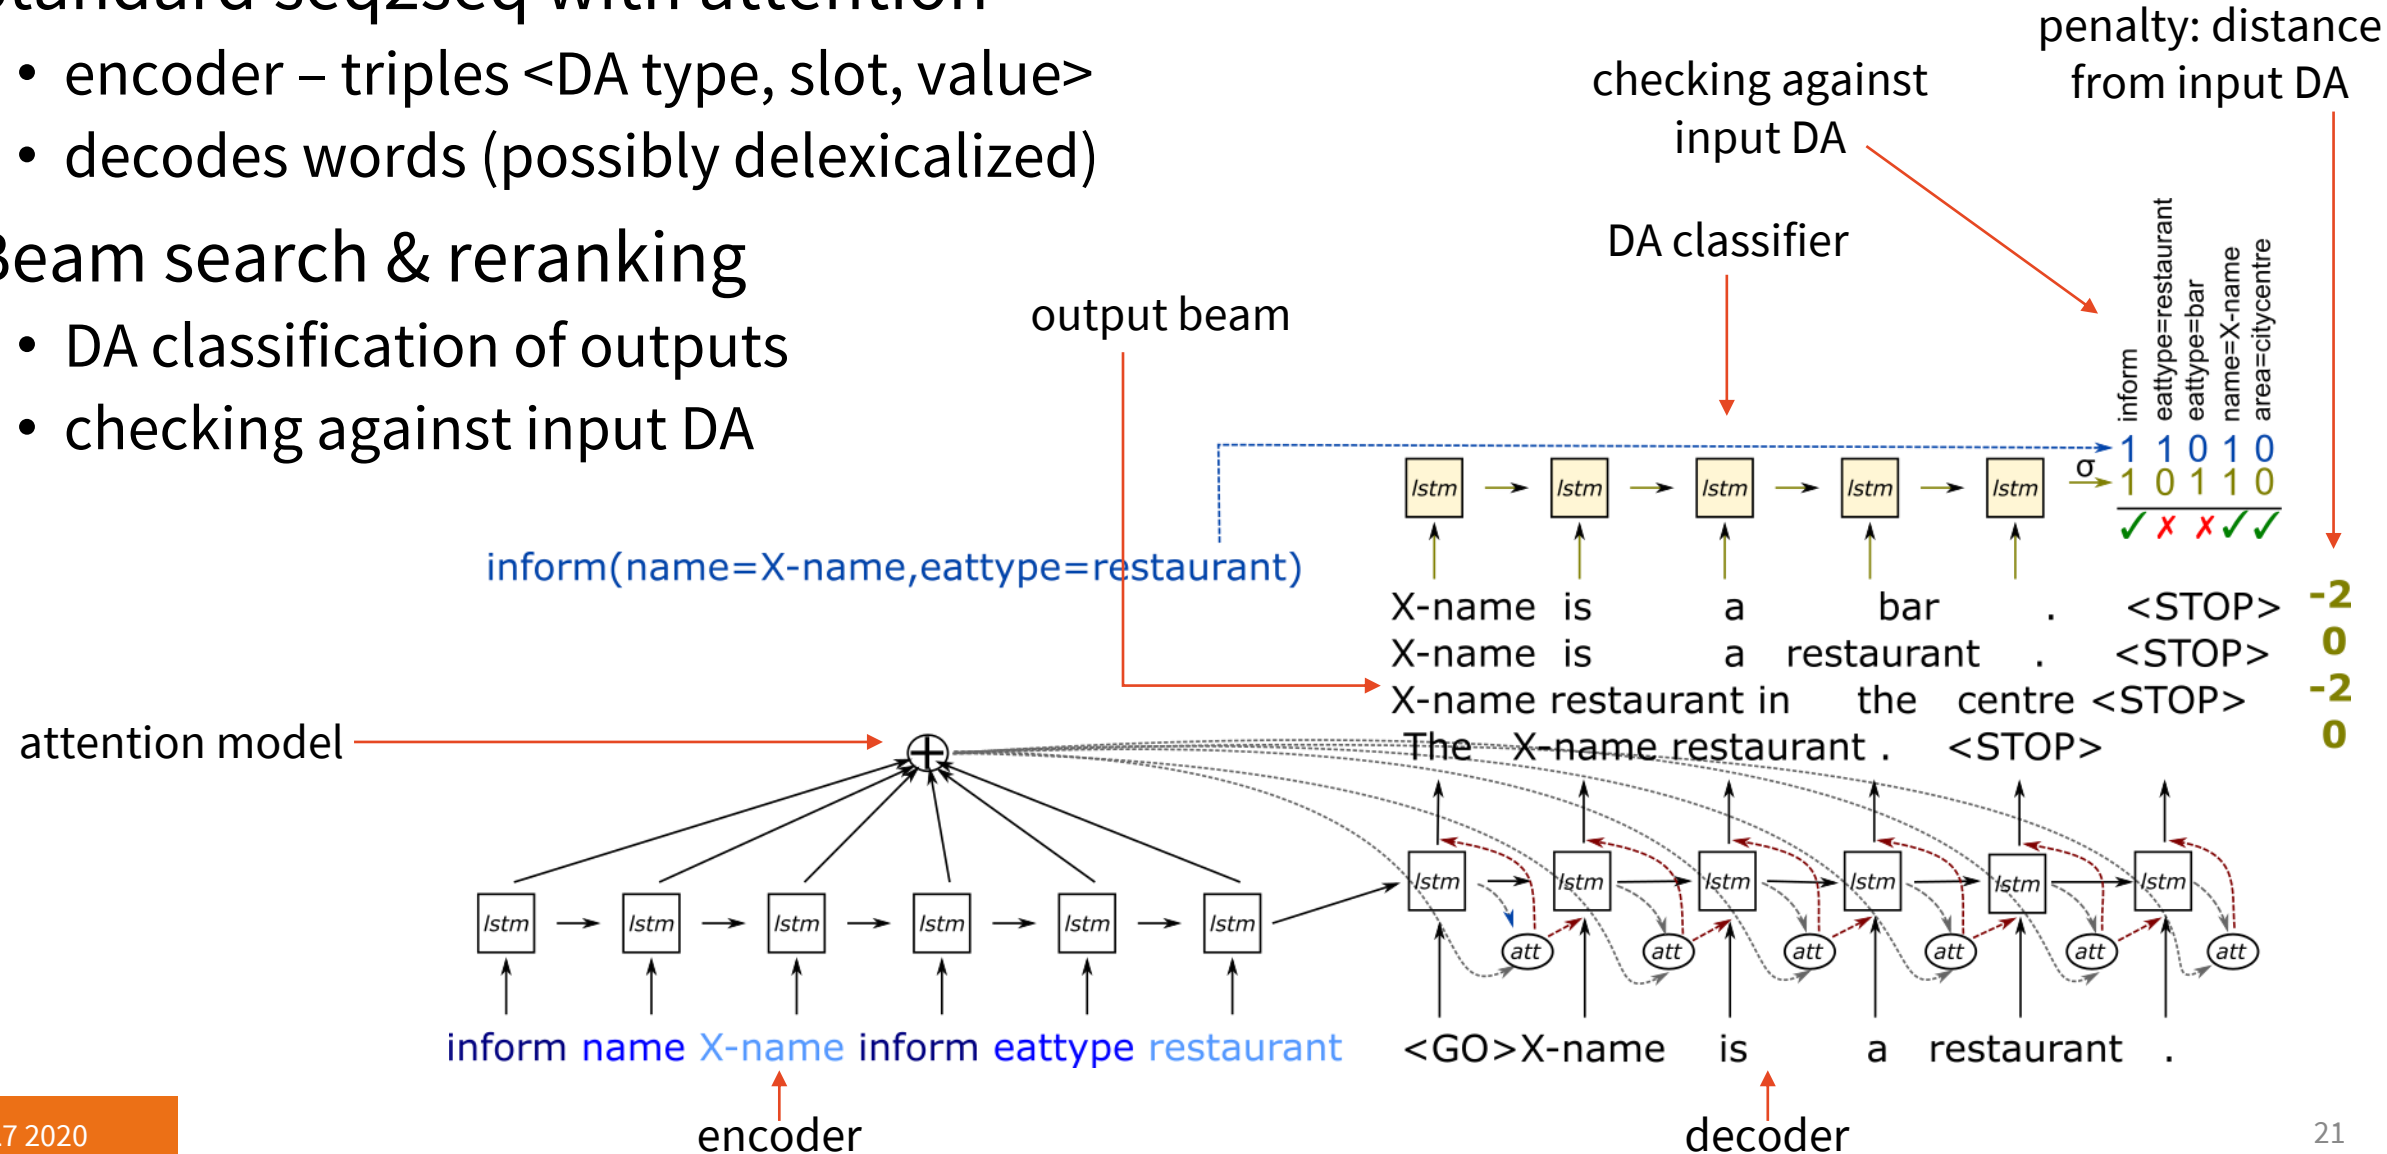 standard seq2seq with attention
• encoder – triples <DA type, slot, value>
• decodes words (possibly delexicalized)
Beam search & reranking
• DA classification of outputs
• checking against input DA
penalty: distance
from input DA
checking against
input DA
DA classifier
output beam
inform
eattype=restaurant
eattype=bar
name=X-name
area=citycentre
1 1 0 1 0
σ
1 0 1 1 0
✓ ✗ ✗ ✓ ✓
lstm lstm lstm lstm lstm
inform(name=X-name,eattype=restaurant)
X-name is a bar . <STOP> -2
X-name is a restaurant . <STOP> 0
X-name restaurant in the centre <STOP> -2
The X-name restaurant . <STOP> 0
attention model
lstm lstm lstm lstm lstm lstm
lstm lstm lstm lstm lstm lstm
att att att att att att
inform name X-name inform eattype restaurant
<GO> X-name is a restaurant .
encoder
decoder
7 2020
21